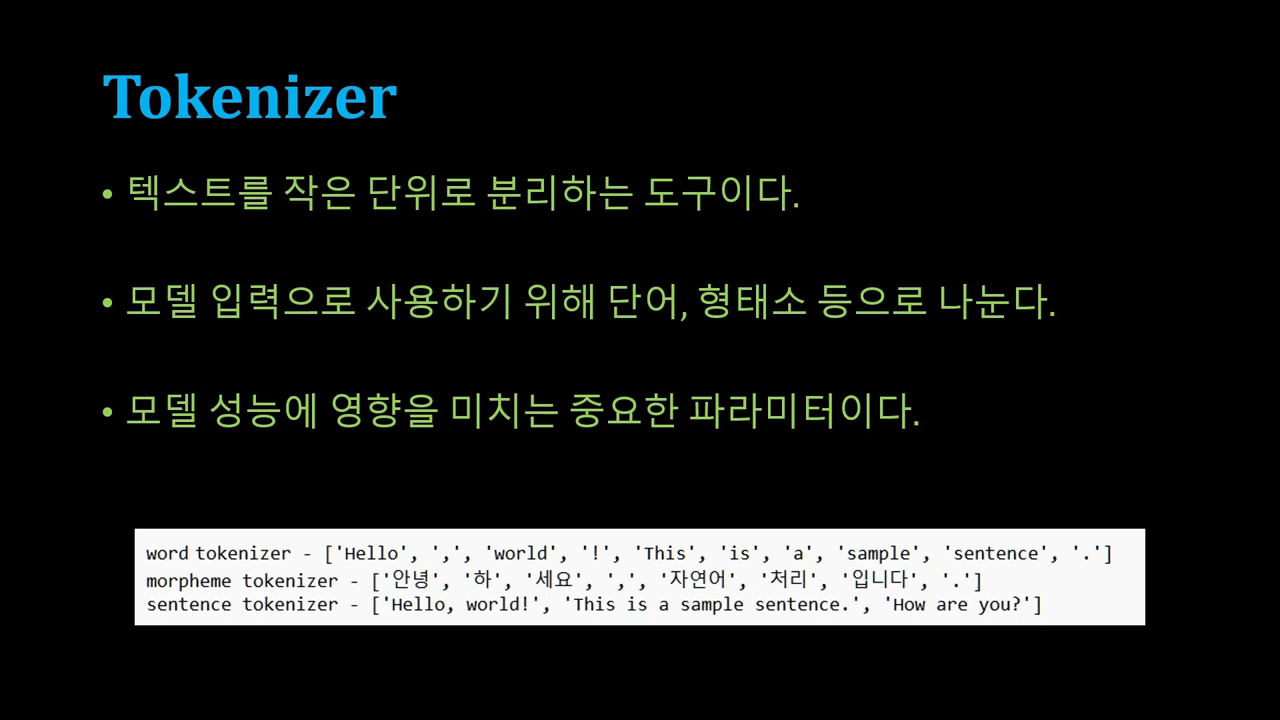 Tokenizer
• 텍스트를 작은 단위로 분리하는 도구이다.
• 모델 입력으로 사용하기 위해 단어, 형태소 등으로 나눈다.
• 모델 성능에 영향을 미치는 중요한 파라미터이다.
word tokenizer - ['Hello', ',', 'world', '!', 'This', 'is', 'a', 'sample', 'sentence', '.']
morpheme tokenizer - ['안녕', '하', '세요', ',', '자연어', '처리', '입니다', '.']
sentence tokenizer - ['Hello, world!', 'This is a sample sentence.', 'How are you?']